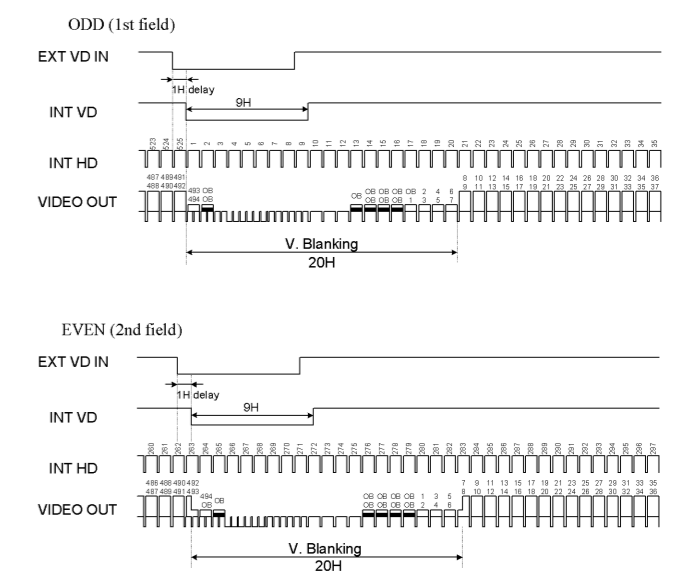 ODD (1st field)
EXT VD IN
1H delay
9H
INT VD
523 524 525 1 2 3 4 5 6 7 8 9 10 11 12 13 14 15 16 17 18 19 20 21 22 23 24 25 26 27 28 29 30 31 32 33 34 35
INT HD
487 489 491 493 OB OB OB OB OB OB 2 4 6 8 10 12 14 16 18 20 22 24 26 28 30 32 34 36
488 490 492 494 OB OB OB OB 1 3 5 7 9 11 13 15 17 19 21 23 25 27 29 31 33 35 37
VIDEO OUT
V. Blanking
20H
EVEN (2nd field)
EXT VD IN
1H delay
9H
INT VD
260 261 262 263 264 265 266 267 268 269 270 271 272 273 274 275 276 277 278 279 280 281 282 283 284 285 286 287 288 289 290 291 292 293 294 295 296 297
INT HD
486 488 490 492 494 OB OB OB OB OB 1 3 5 7 9 11 13 15 17 19 21 23 25 27 29 31 33 35
487 489 491 493 OB OB OB OB OB 2 4 6 8 10 12 14 16 18 20 22 24 26 28 30 32 34 36
VIDEO OUT
V. Blanking
20H